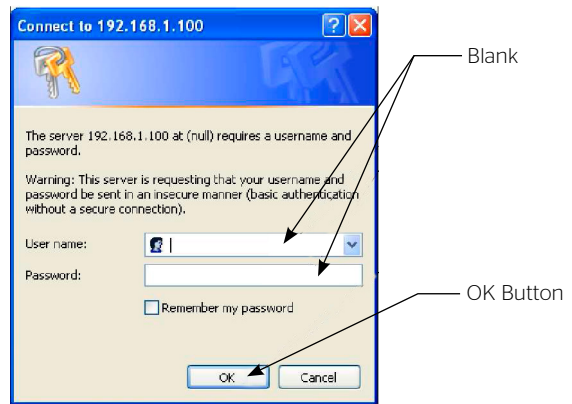 Connect to 192.168.1.100
Blank
The server 192.168.1.100 at (null) requires a username and
password.
Warning: This server is requesting that your username and
password be sent in an insecure manner (basic authentication
without a secure connection).
User name:
Password:
Remember my password
OK Button
OK
Cancel